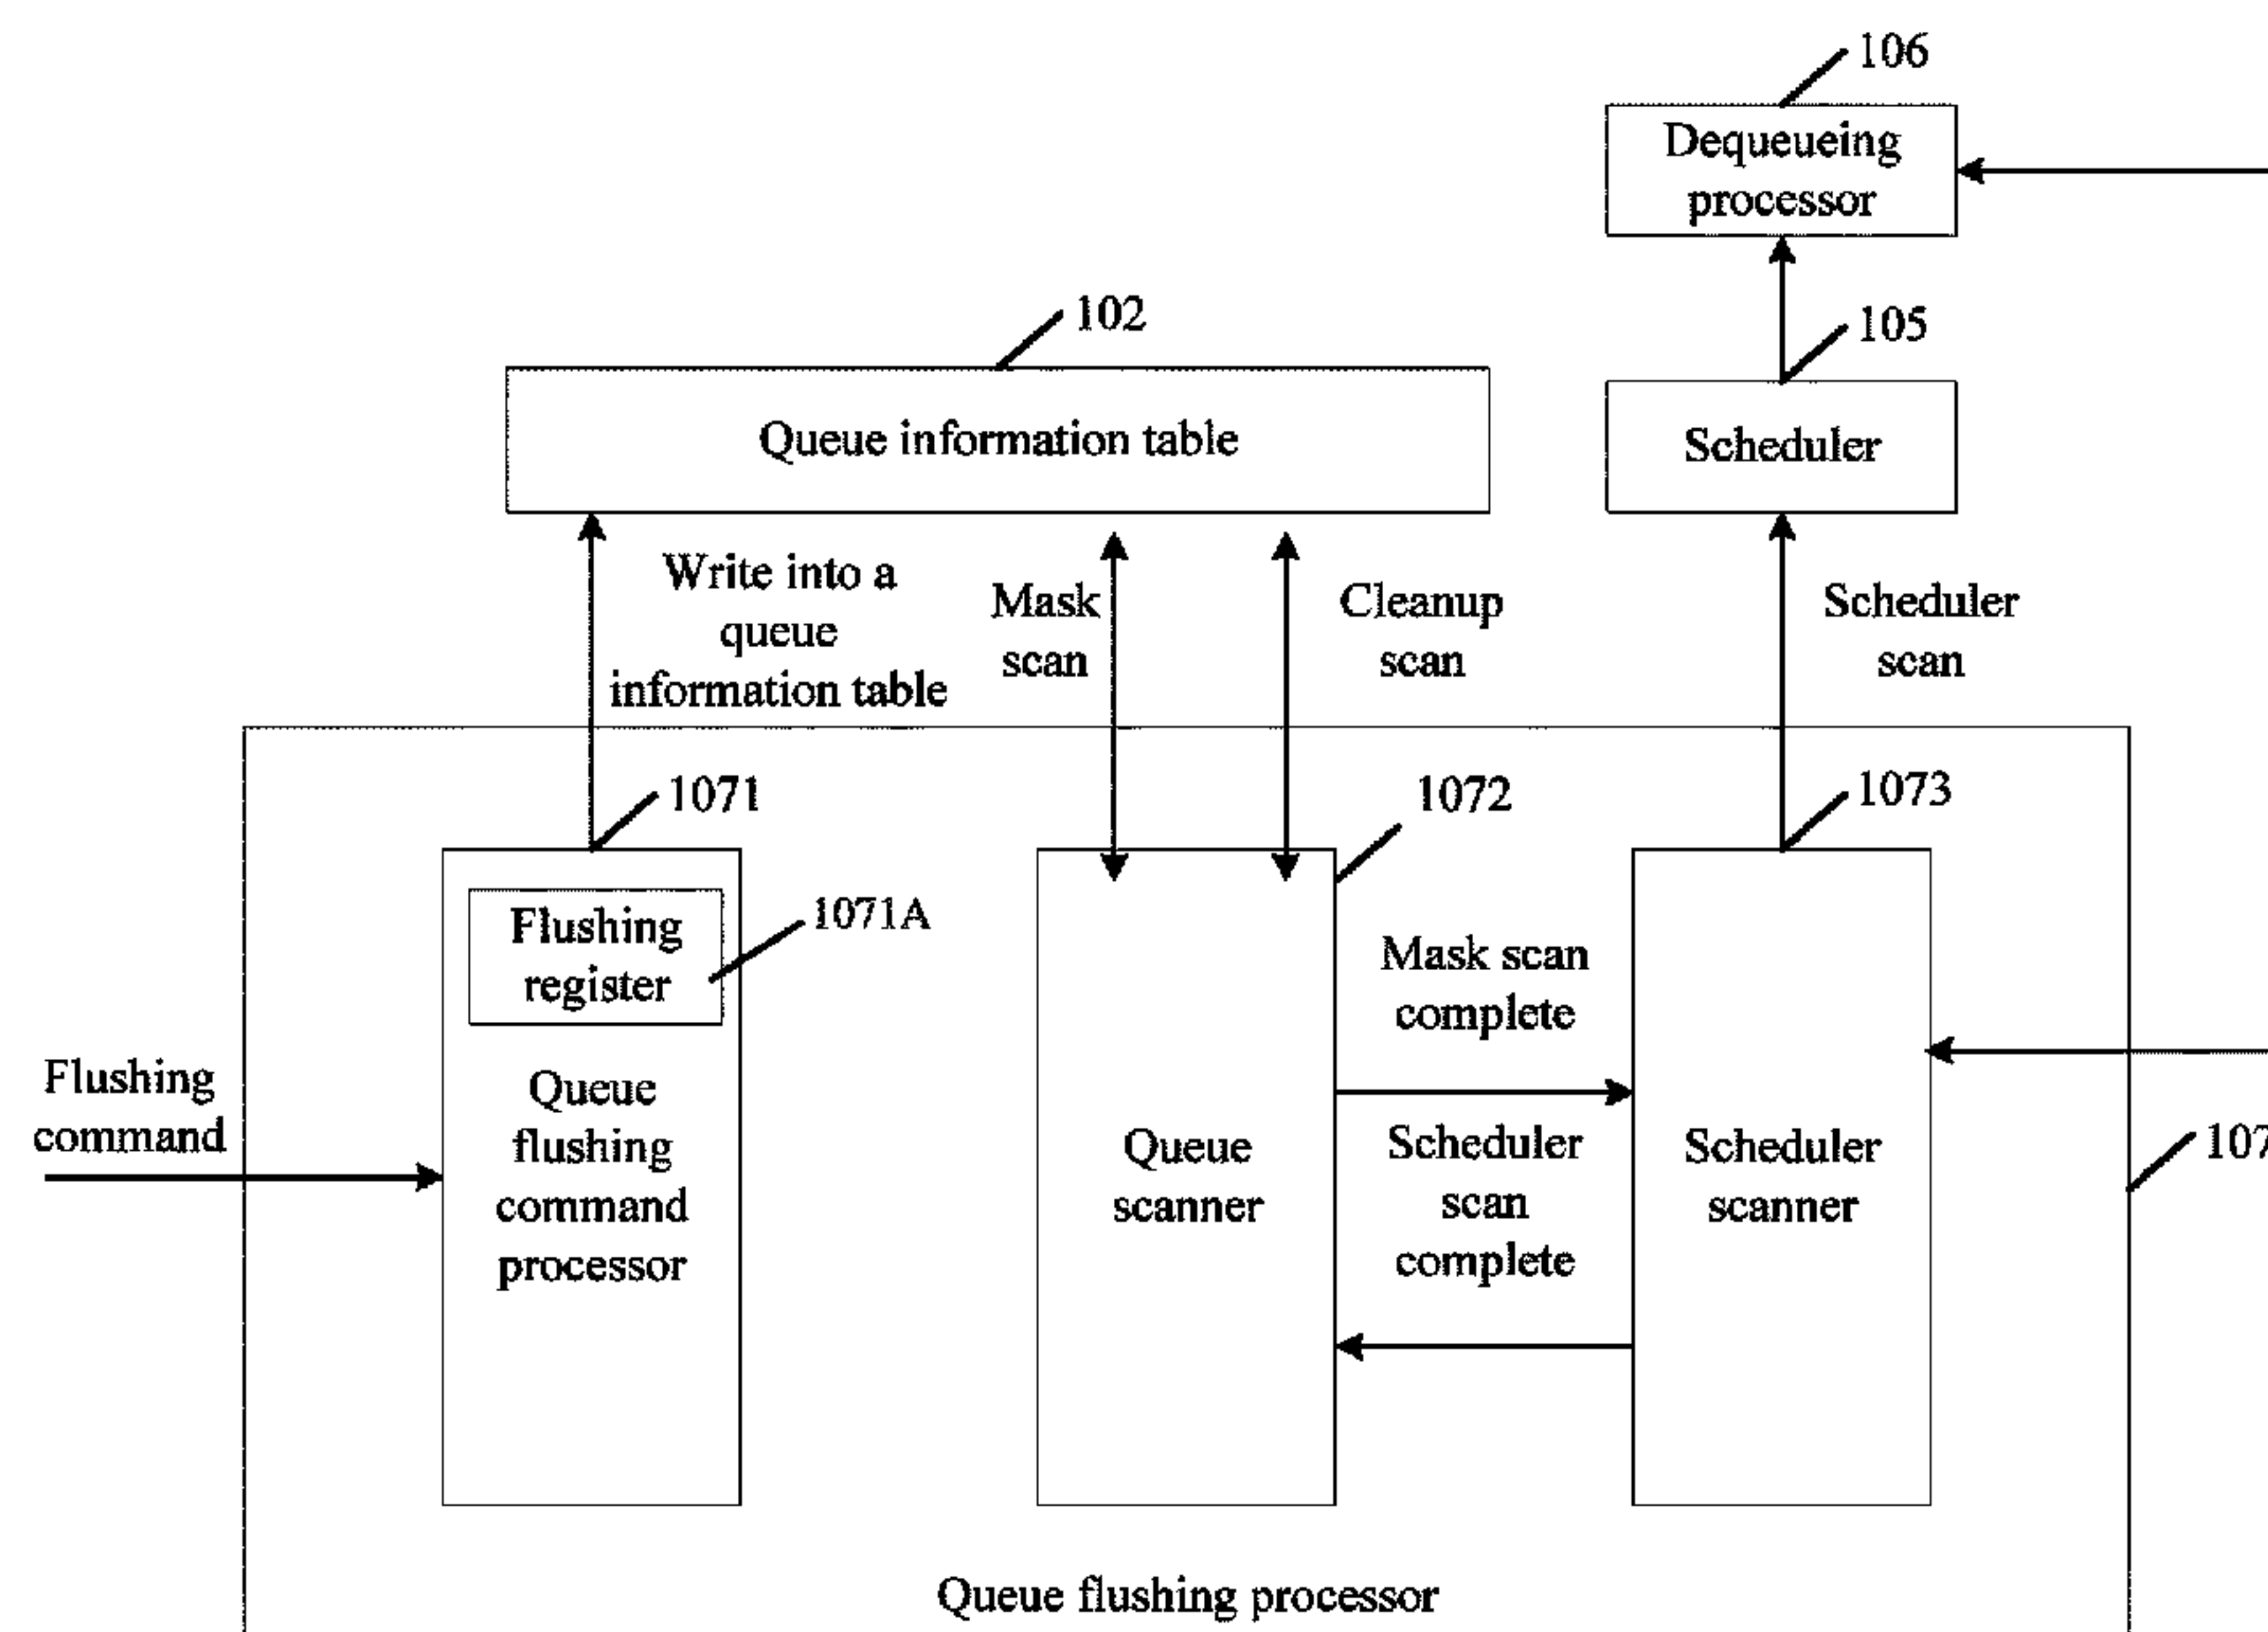 106
Dequeueing
processor
102
105
Queue information table
Scheduler
Write into a
queue
information table
Mask
scan
Cleanup
scan
Scheduler
scan
1071
1072
1073
Flushing
register
1071A
Mask scan
complete
Flushing
command
Queue
flushing
command
processor
Queue
scanner
Scheduler
scan
complete
Scheduler
scanner
107
Queue flushing processor